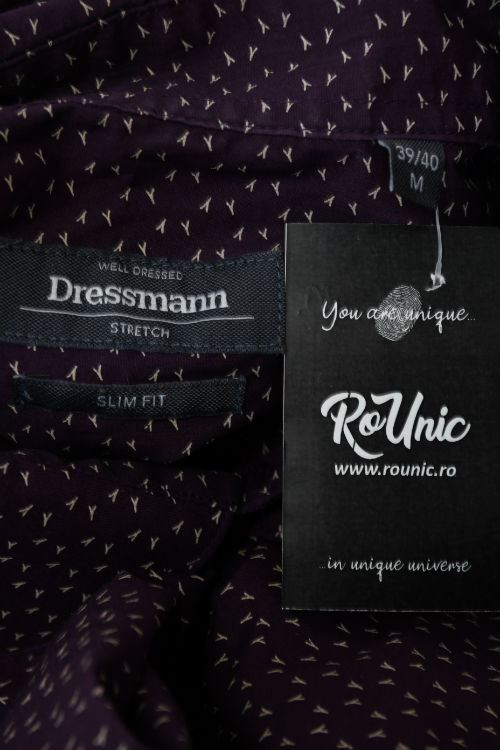 39/40
M
WELL DRESSED
Dressmann
STRETCH
SLIM FIT
You are unique...
RoUnic
www.rounic.ro
...in unique universe